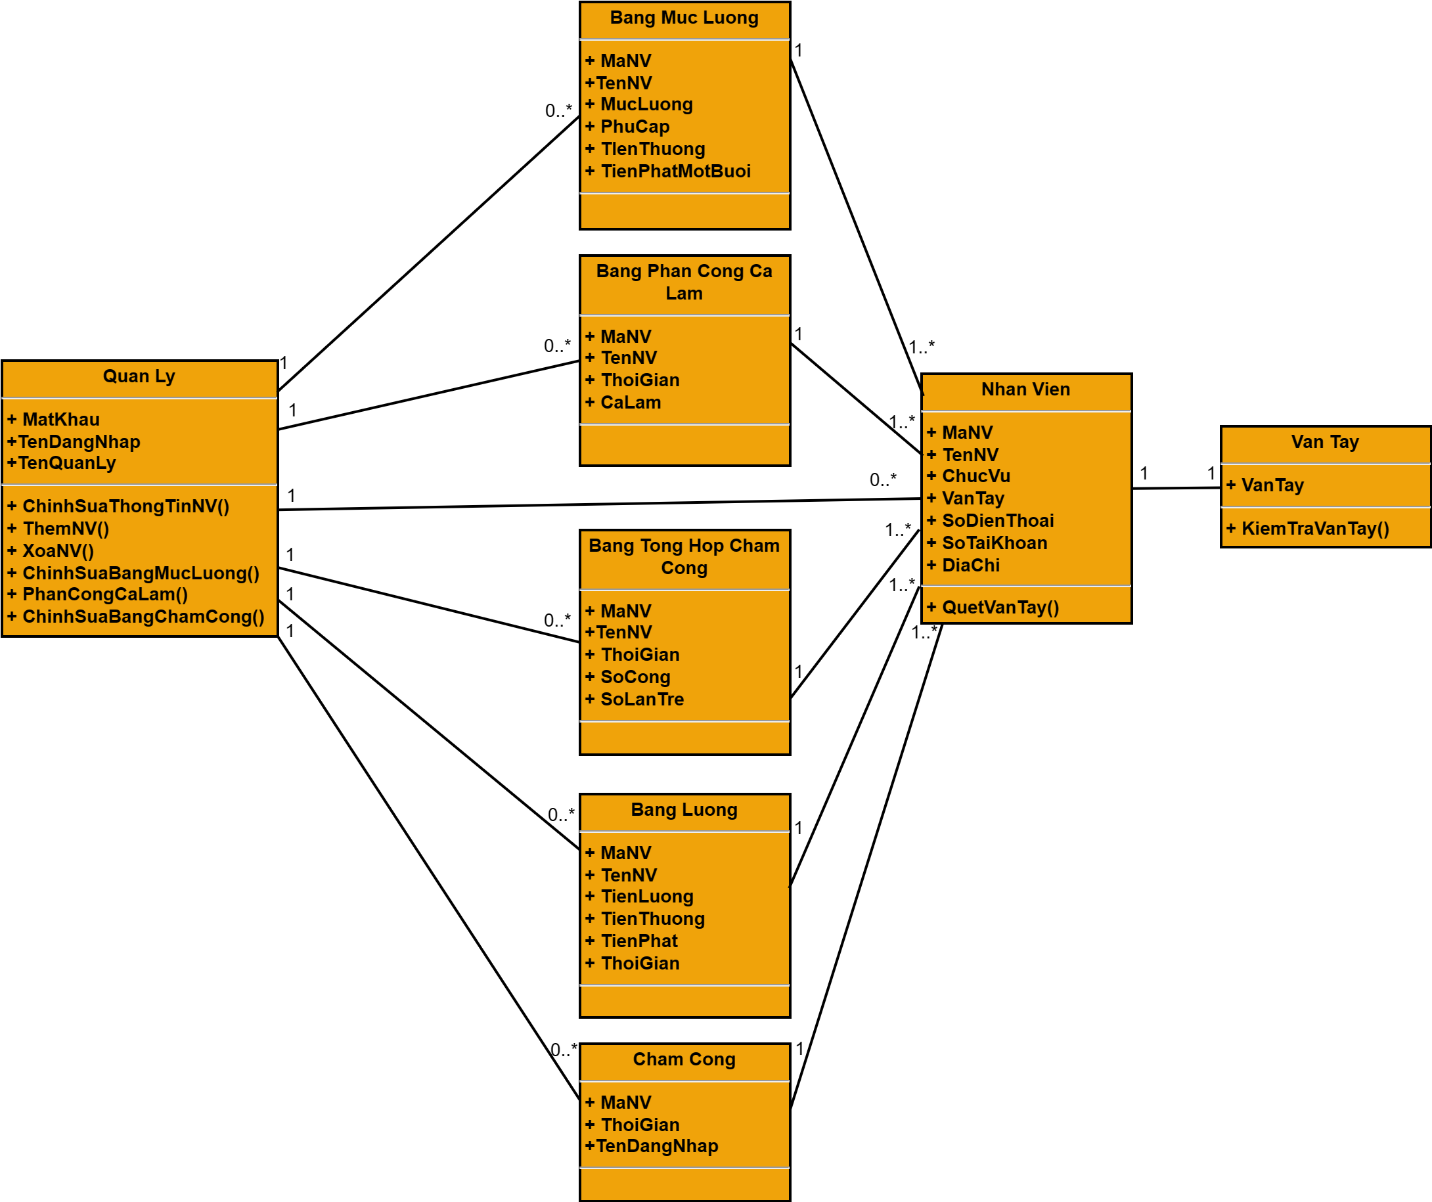 Bang Muc Luong
+ MaNV
+TenNV
+ MucLuong
+ PhuCap
+ TIenThuong
+ TienPhatMotBuoi
1
0..*
Bang Phan Cong Ca
Lam
+ MaNV
+ TenNV
+ ThoiGian
+ CaLam
1
0..*
Quan Ly
+ MatKhau
+TenDangNhap
+TenQuanLy
+ ChinhSuaThongTinNV()
+ ThemNV()
+ XoaNV()
+ ChinhSuaBangMucLuong()
+ PhanCongCaLam()
+ ChinhSuaBangChamCong()
1
1
1
1
1
1
Nhan Vien
+ MaNV
+ TenNV
+ ChucVu
+ VanTay
+ SoDienThoai
+ SoTaiKhoan
+ DiaChi
+ QuetVanTay()
1..*
1..*
0..*
1..*
1..*
1..*
1
1
Van Tay
+ VanTay
+ KiemTraVanTay()
Bang Tong Hop Cham
Cong
+ MaNV
+TenNV
+ ThoiGian
+ SoCong
+ SoLanTre
0..*
1
Bang Luong
+ MaNV
+ TenNV
+ TienLuong
+ TienThuong
+ TienPhat
+ ThoiGian
0..*
1
Cham Cong
+ MaNV
+ ThoiGian
+TenDangNhap
0..*
1